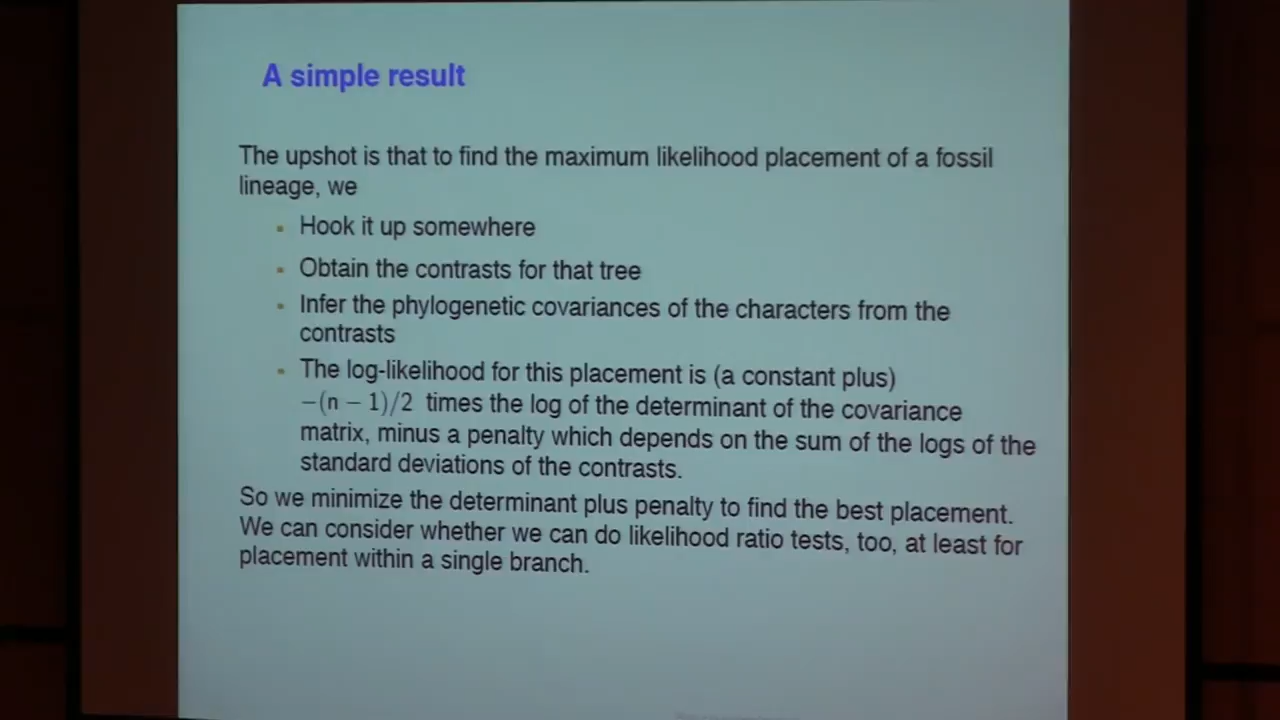 A simple result
The upshot is that to find the maximum likelihood placement of a fossil
lineage, we
Hook it up somewhere
Obtain the contrasts for that tree
Infer the phylogenetic covariances of the characters from the
contrasts
The log-likelihood for this placement is (a constant plus)
−(n − 1)/2 times the log of the determinant of the covariance
matrix, minus a penalty which depends on the sum of the logs of the
standard deviations of the contrasts.
So we minimize the determinant plus penalty to find the best placement.
We can consider whether we can do likelihood ratio tests, too, at least for
placement within a single branch.